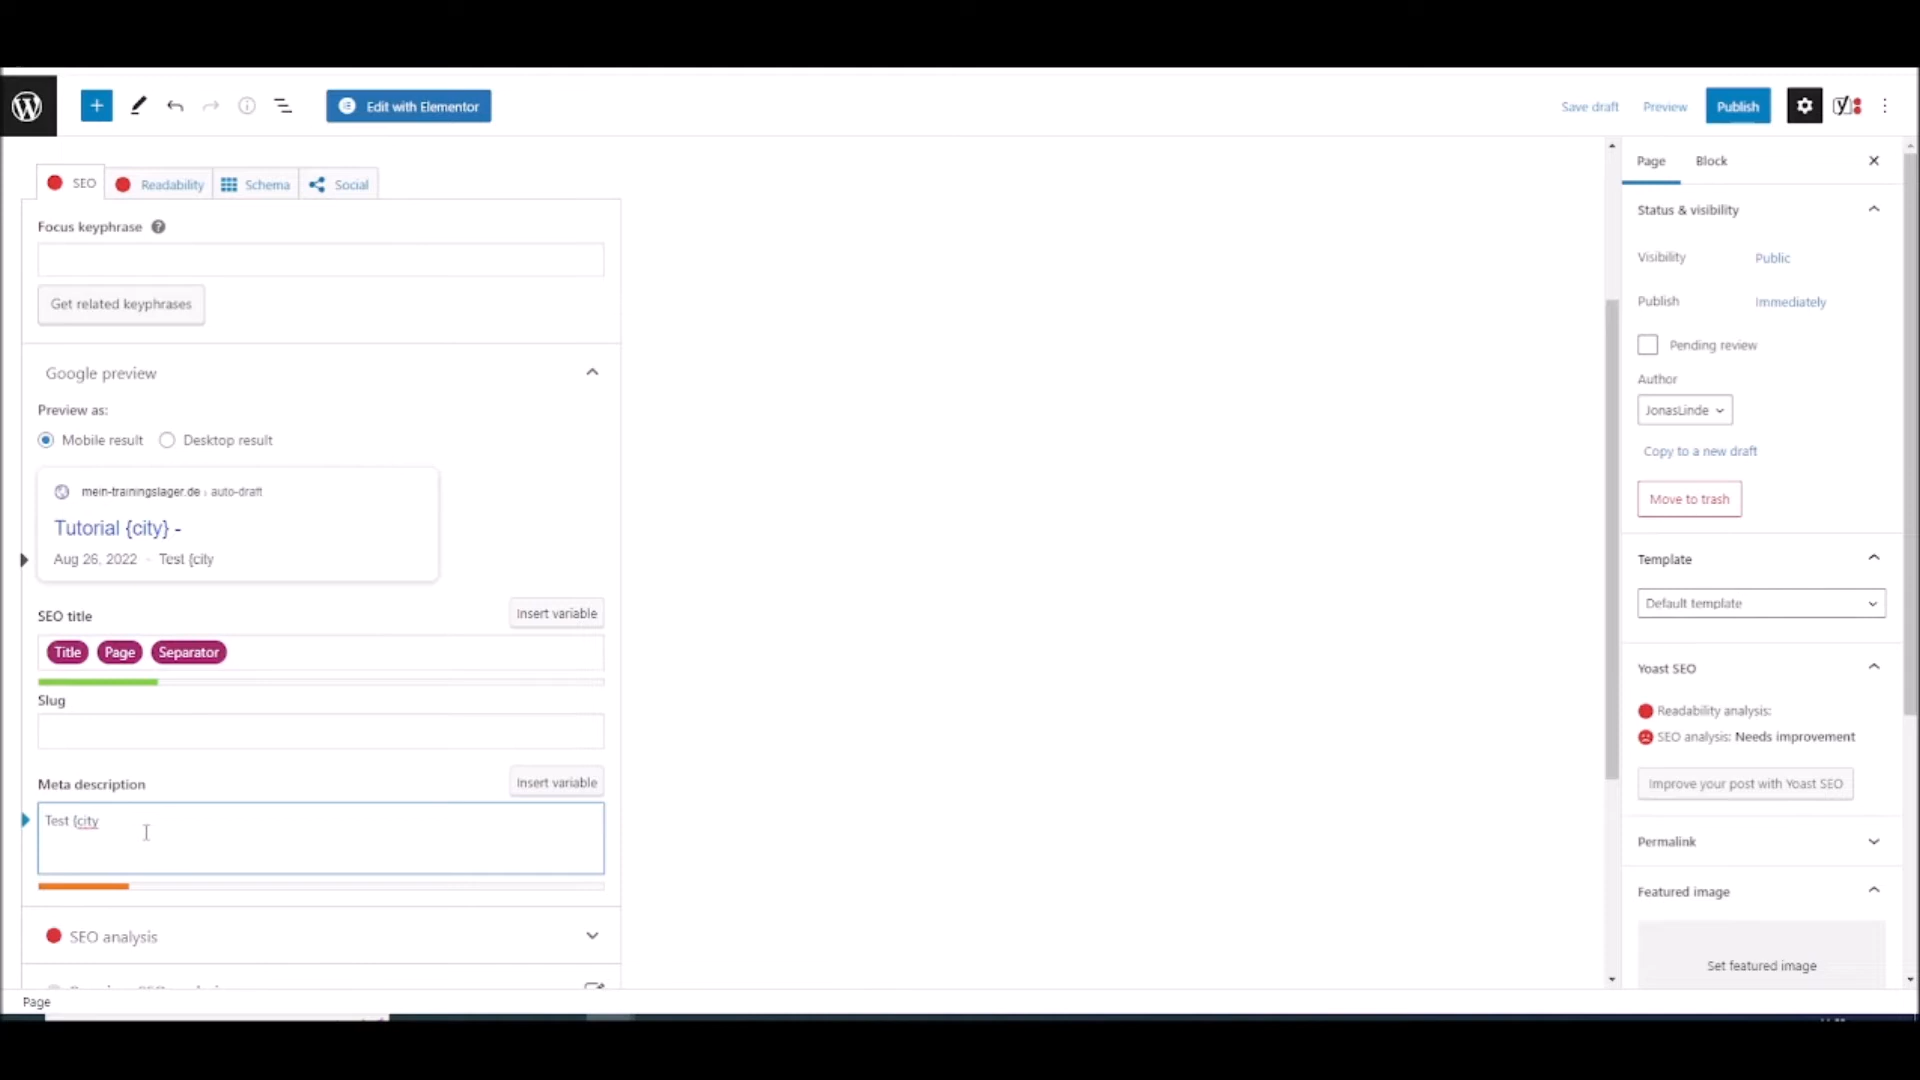 Edit with Elementor
Save draft
Preview
Publish
SEO
Readability
Schema
Social
Focus keyphrase
Get related keyphrases
Google preview
Preview as:
Mobile result
Desktop result
mein-trainingslager.de › auto-draft
Tutorial {city} -
Aug 26, 2022 - Test {city
SEO title
Insert variable
Title
Page
Separator
Slug
Meta description
Insert variable
Test {city
SEO analysis
Page
Page
Block
Status & visibility
Visibility
Public
Publish
Immediately
Pending review
Author
JonasLinde
Copy to a new draft
Move to trash
Template
Default template
Yoast SEO
Readability analysis:
SEO analysis: Needs improvement
Improve your post with Yoast SEO
Permalink
Featured image
Set featured image